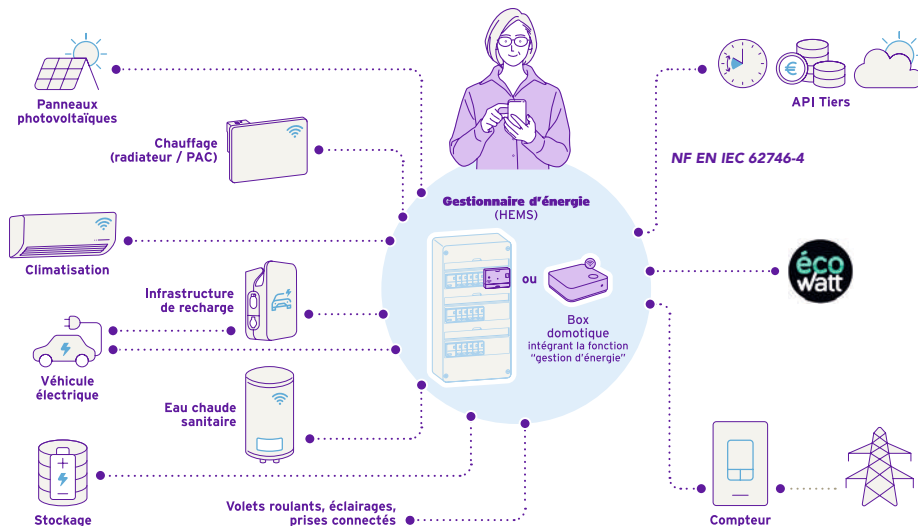 Panneaux
photovoltaïques
Chauffage
(radiateur / PAC)
Climatisation
Infrastructure
de recharge
Véhicule
électrique
Eau chaude
sanitaire
Stockage
Volets roulants, éclairages,
prises connectés
Gestionnaire d'énergie
(HEMS)
ou
Box
domotique
intégrant la fonction
"gestion d'énergie"
API Tiers
NF EN IEC 62746-4
éco
watt
Compteur